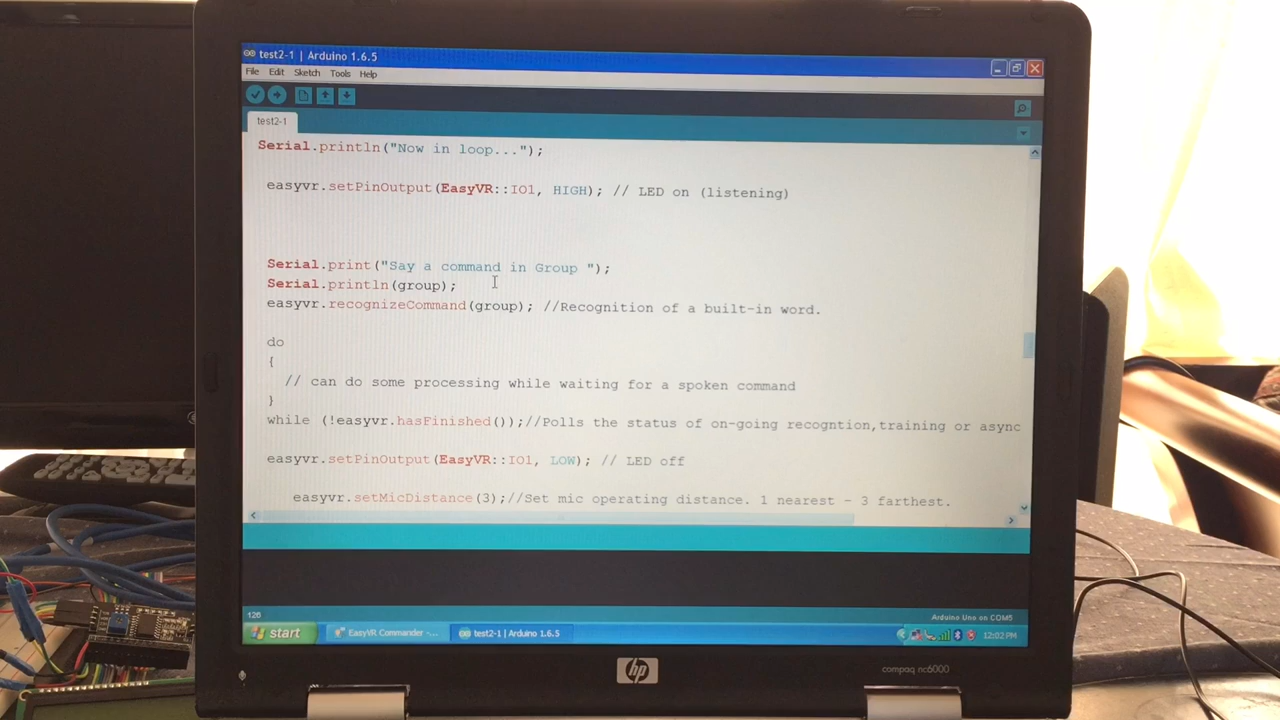 test2-1 | Arduino 1.6.5
File Edit Sketch Tools Help
test2-1
Serial.println("Now in loop...");
easyvr.setPinOutput(EasyVR::IO1, HIGH); // LED on (listening)
Serial.print("Say a command in Group ");
Serial.println(group);
easyvr.recognizeCommand(group); //Recognition of a built-in word.
do
{
// can do some processing while waiting for a spoken command
}
while (!easyvr.hasFinished());//Polls the status of on-going recogntion,training or async
easyvr.setPinOutput(EasyVR::IO1, LOW); // LED off
easyvr.setMicDistance(3);//Set mic operating distance. 1 nearest - 3 farthest.
126
Arduino Uno on COM5
start
EasyVR Commander -...
test2-1 | Arduino 1.6.5
12:02 PM
hp
compaq nc6000